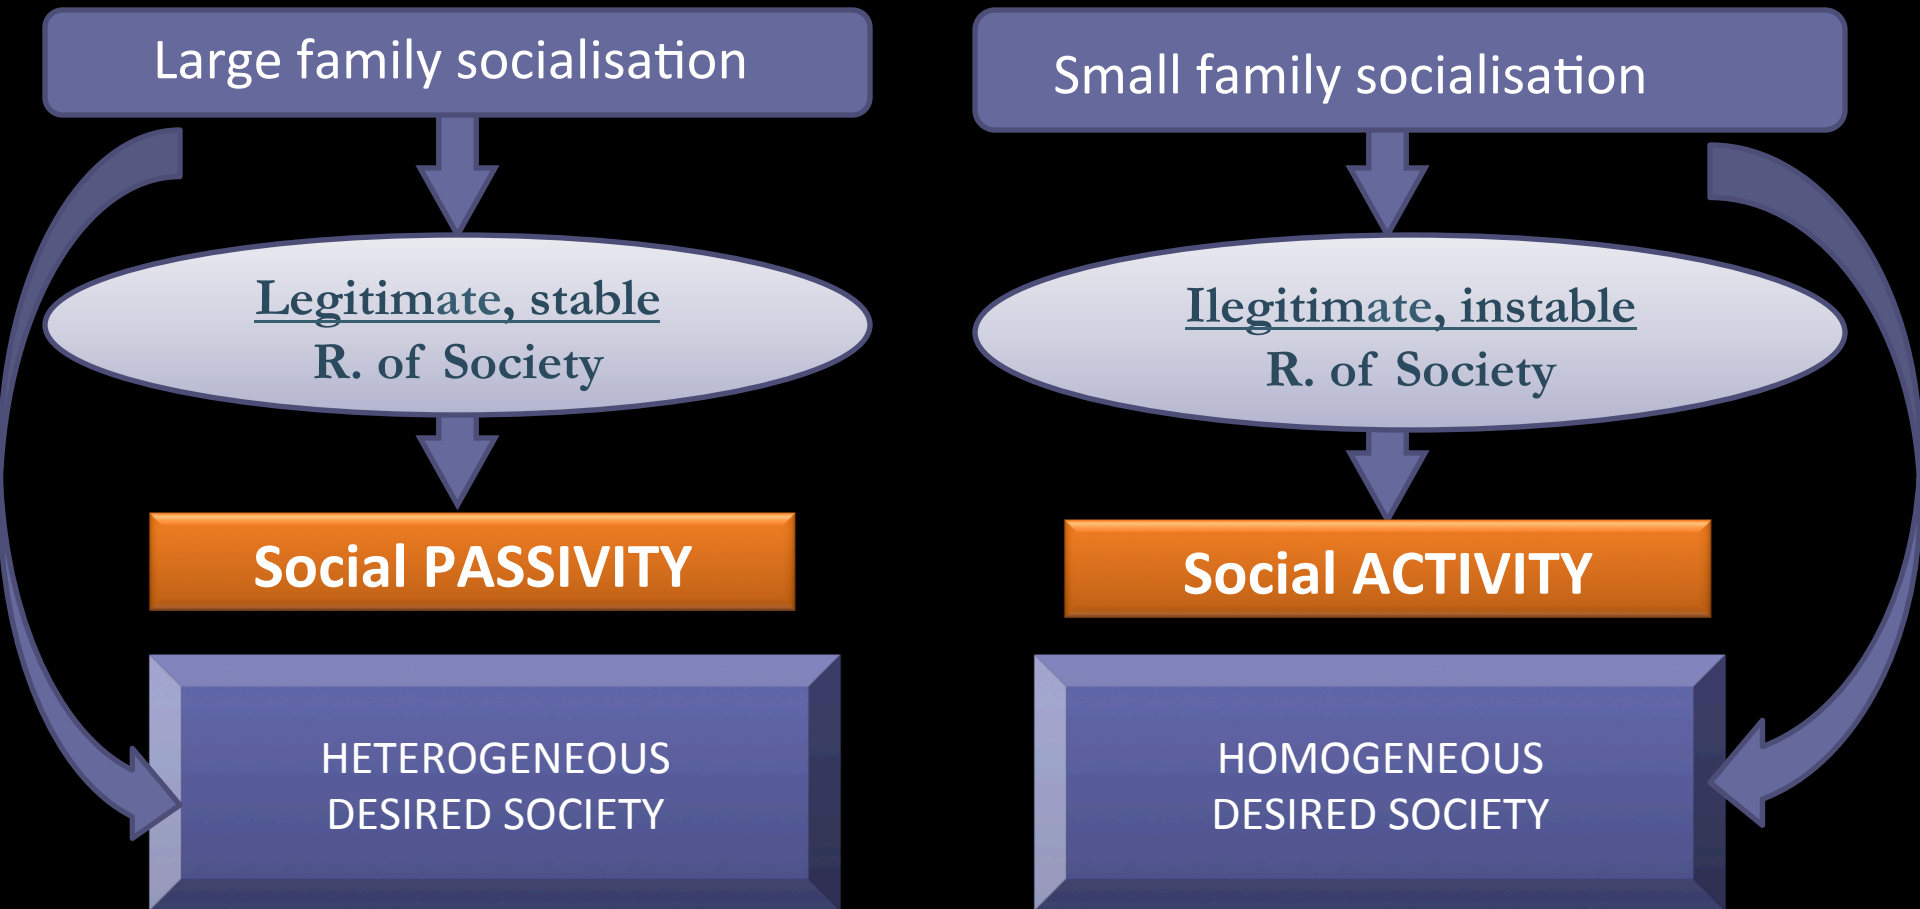 Large family socialisation
Legitimate, stable
R. of Society
Social PASSIVITY
HETEROGENEOUS
DESIRED SOCIETY
Small family socialisation
Ilegitimate, instable
R. of Society
Social ACTIVITY
HOMOGENEOUS
DESIRED SOCIETY